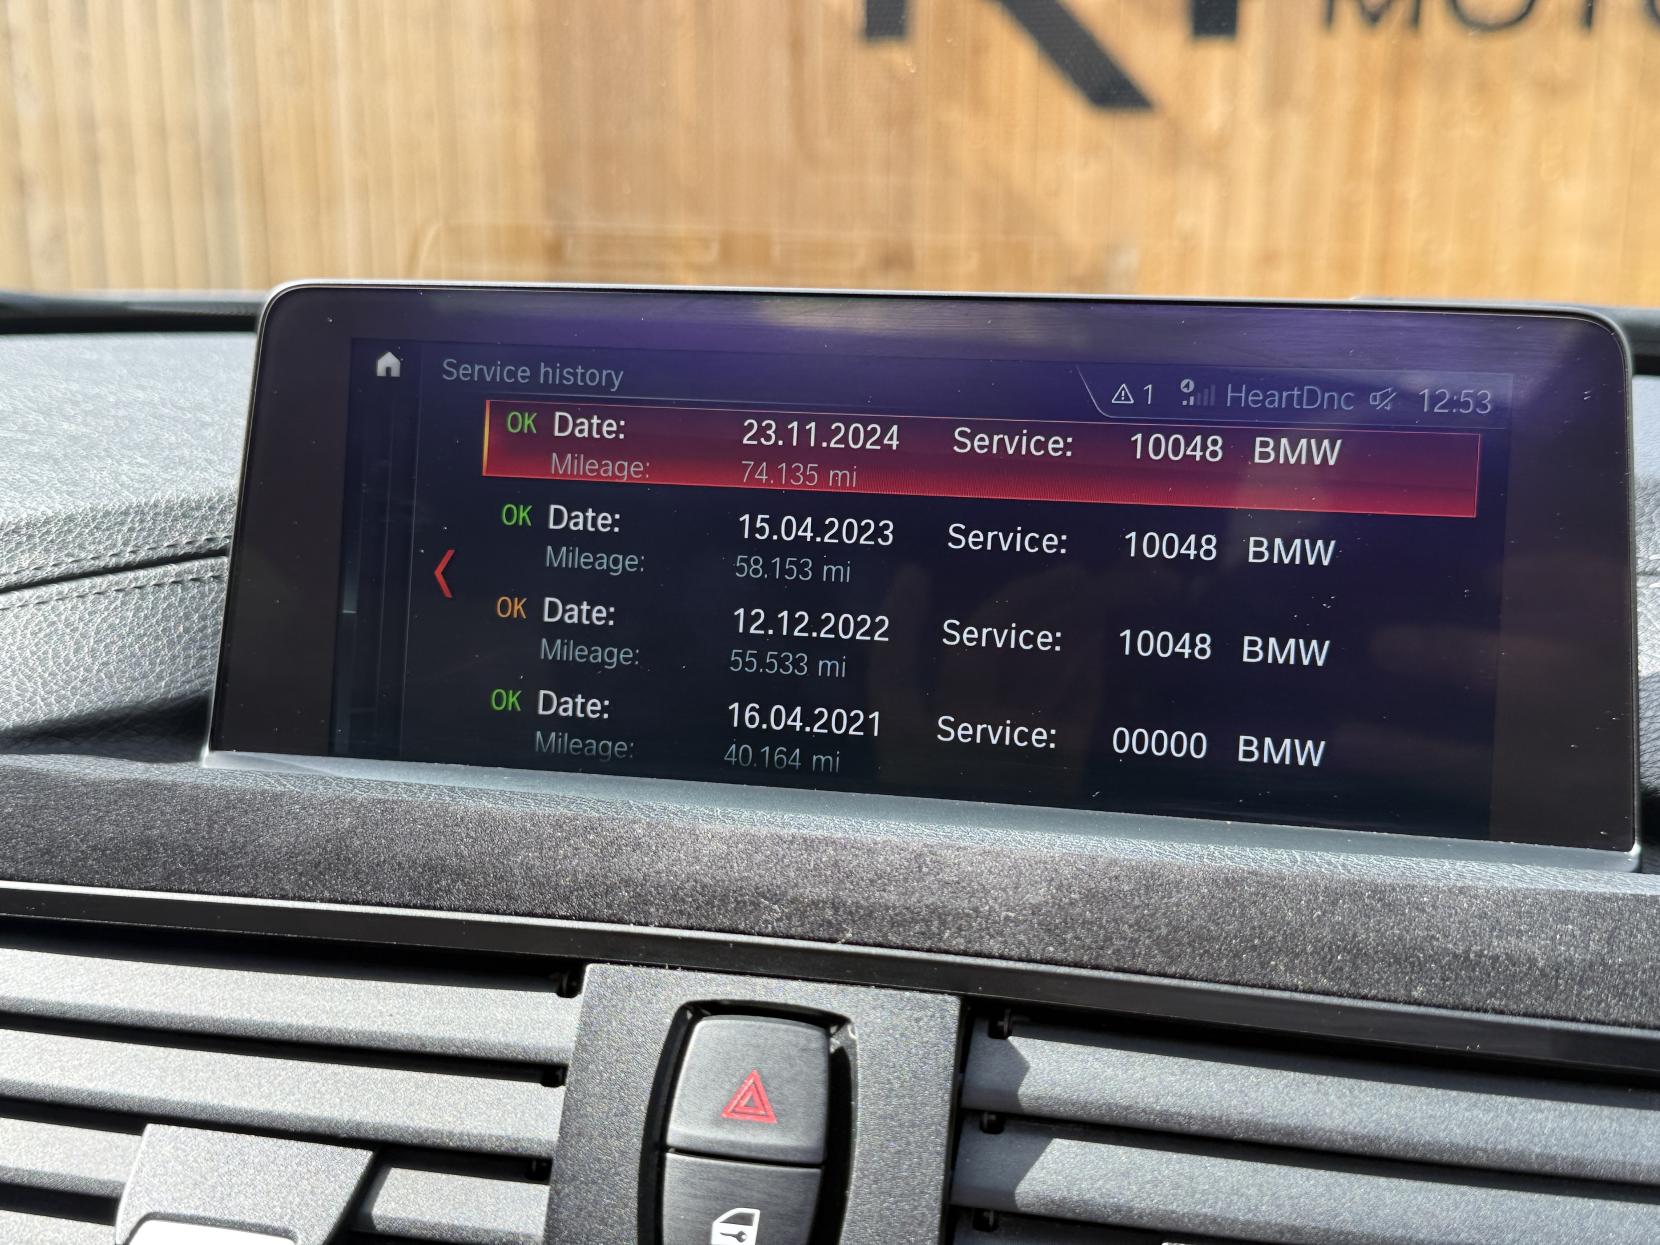 MOTO
Service history
1 HeartDnc 12:53
OK Date: 23.11.2024 Service: 10048 BMW
Mileage: 74.135 mi
OK Date: 15.04.2023 Service: 10048 BMW
Mileage: 58.153 mi
OK Date: 12.12.2022 Service: 10048 BMW
Mileage: 55.533 mi
OK Date: 16.04.2021 Service: 00000 BMW
Mileage: 40.164 mi